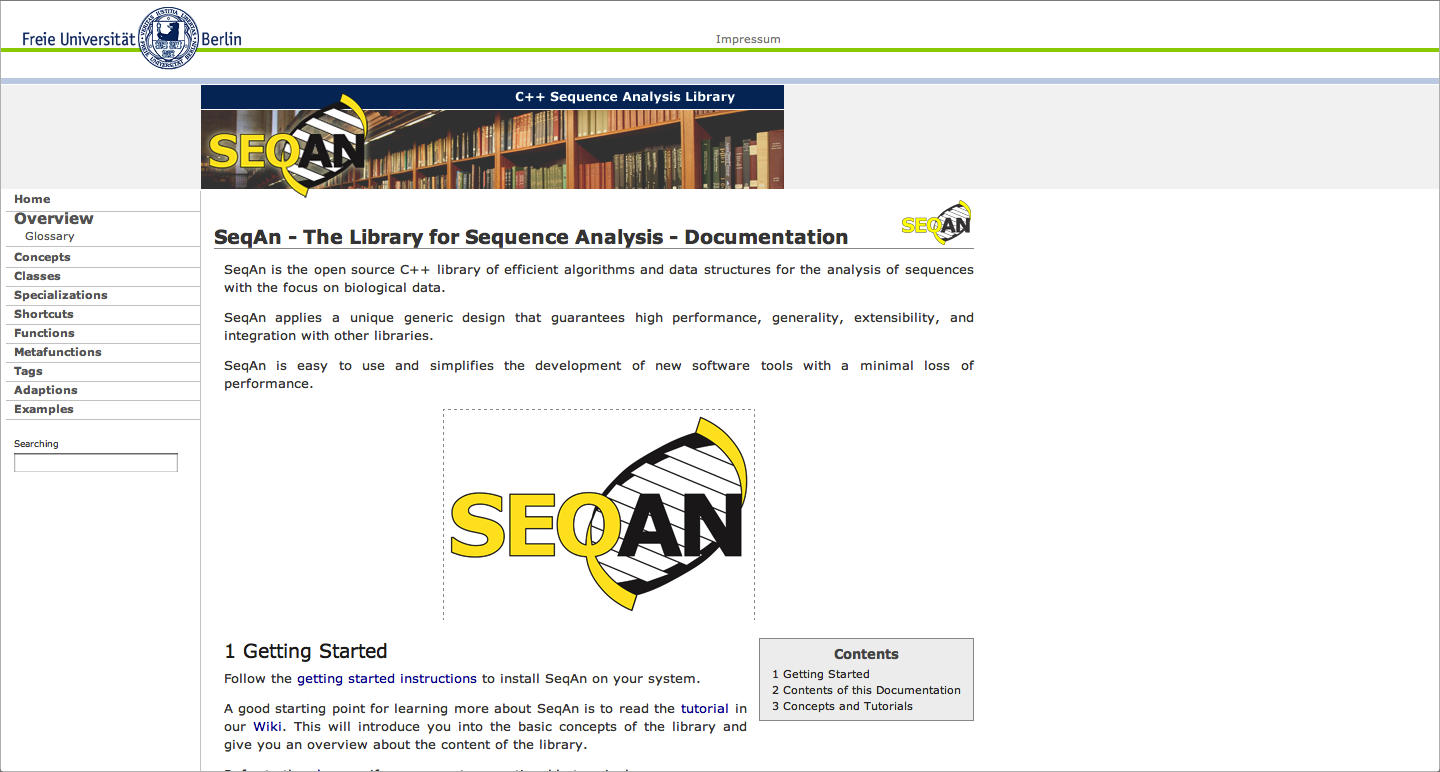 Freie Universität Berlin
Impressum
C++ Sequence Analysis Library
SEQAN
Home
Overview
Glossary
Concepts
Classes
Specializations
Shortcuts
Functions
Metafunctions
Tags
Adaptions
Examples
Searching
SEQAN
SeqAn - The Library for Sequence Analysis - Documentation
SeqAn is the open source C++ library of efficient algorithms and data structures for the analysis of sequences
with the focus on biological data.
SeqAn applies a unique generic design that guarantees high performance, generality, extensibility, and
integration with other libraries.
SeqAn is easy to use and simplifies the development of new software tools with a minimal loss of
performance.
SEQAN
1 Getting Started
Follow the getting started instructions to install SeqAn on your system.
A good starting point for learning more about SeqAn is to read the tutorial in
our Wiki. This will introduce you into the basic concepts of the library and
give you an overview about the content of the library.
Contents
1 Getting Started
2 Contents of this Documentation
3 Concepts and Tutorials